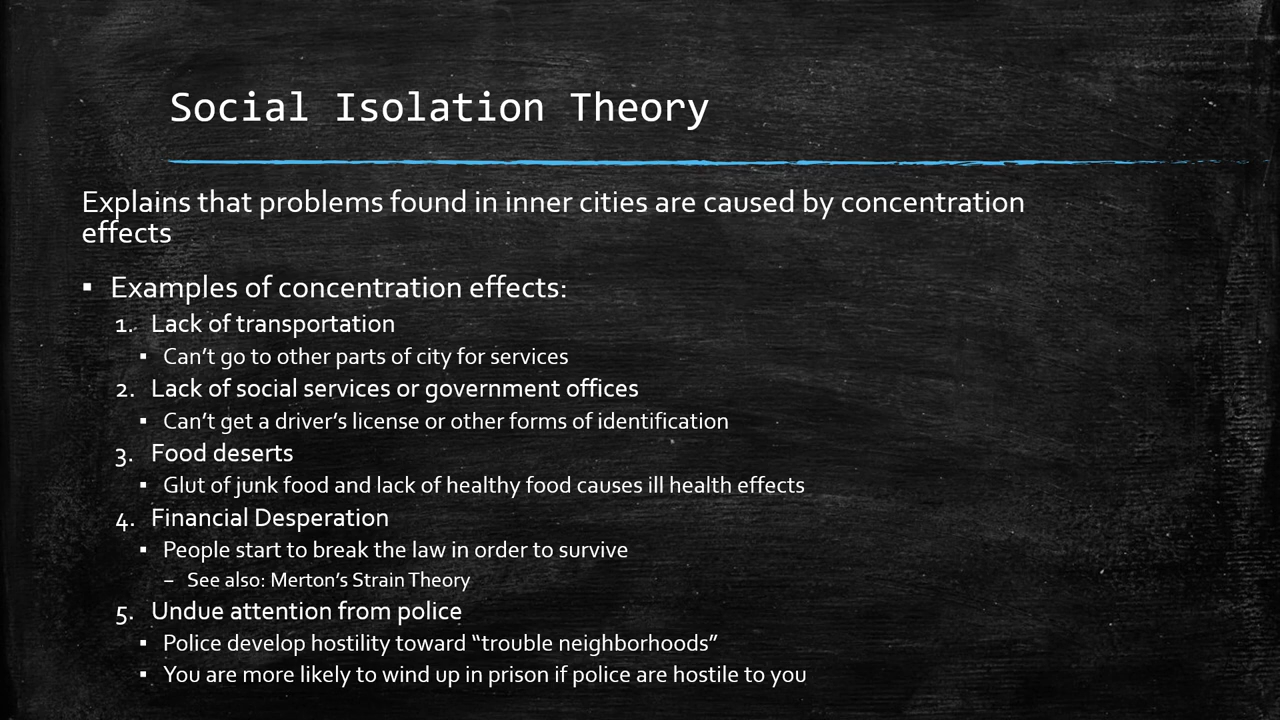 Social Isolation Theory
Explains that problems found in inner cities are caused by concentration
effects
▪ Examples of concentration effects:
1. Lack of transportation
▪ Can’t go to other parts of city for services
2. Lack of social services or government offices
▪ Can’t get a driver’s license or other forms of identification
3. Food deserts
▪ Glut of junk food and lack of healthy food causes ill health effects
4. Financial Desperation
▪ People start to break the law in order to survive
– See also: Merton’s Strain Theory
5. Undue attention from police
▪ Police develop hostility toward “trouble neighborhoods”
▪ You are more likely to wind up in prison if police are hostile to you